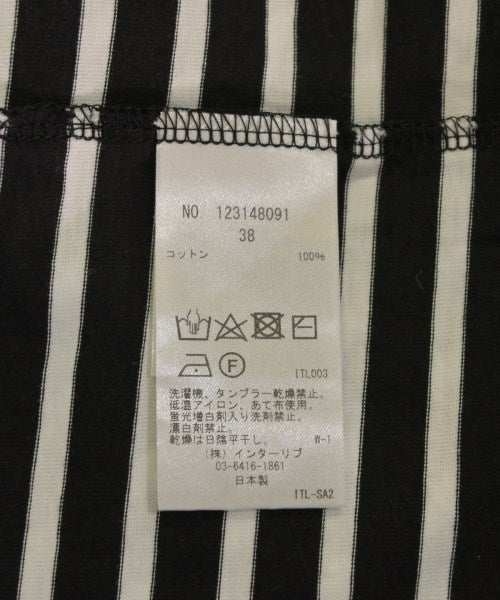 NO. 123148091
38
コットン 100%
F
ITL003
洗濯機、タンブラー乾燥禁止。
低温アイロン、あて布使用。
蛍光増白剤入り洗剤禁止。
漂白剤禁止。
乾燥は日陰平干し。 W-1
(株) インターリブ
03-6416-1861
日本製
ITL-SA2